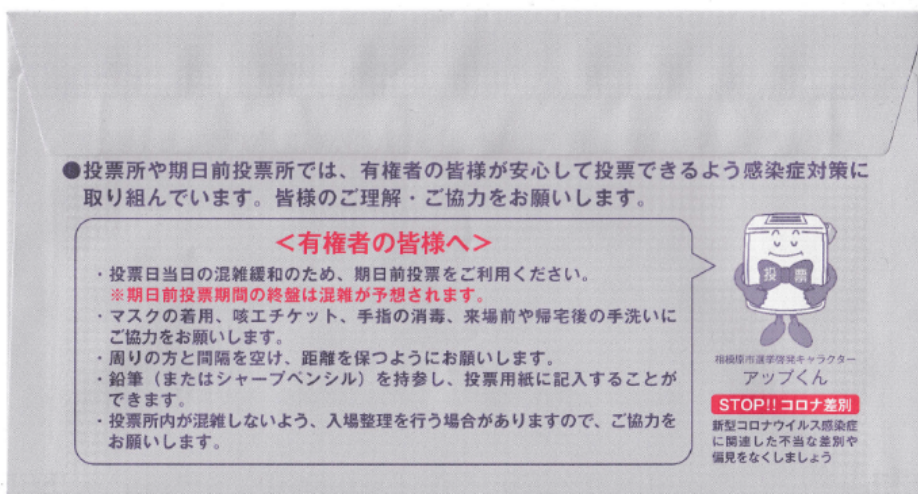 ●投票所や期日前投票所では、有権者の皆様が安心して投票できるよう感染症対策に
取り組んでいます。皆様のご理解・ご協力をお願いします。
＜有権者の皆様へ＞
・投票日当日の混雑緩和のため、期日前投票をご利用ください。
※期日前投票期間の終盤は混雑が予想されます。
・マスクの着用、咳エチケット、手指の消毒、来場前や帰宅後の手洗いに
ご協力をお願いします。
・周りの方と間隔を空け、距離を保つようにお願いします。
・鉛筆（またはシャープペンシル）を持参し、投票用紙に記入することが
できます。
・投票所内が混雑しないよう、入場整理を行う場合がありますので、ご協力を
お願いします。
投票
相模原市選挙啓発キャラクター
アップくん
STOP!!コロナ差別
新型コロナウイルス感染症
に関連した不当な差別や
偏見をなくしましょう